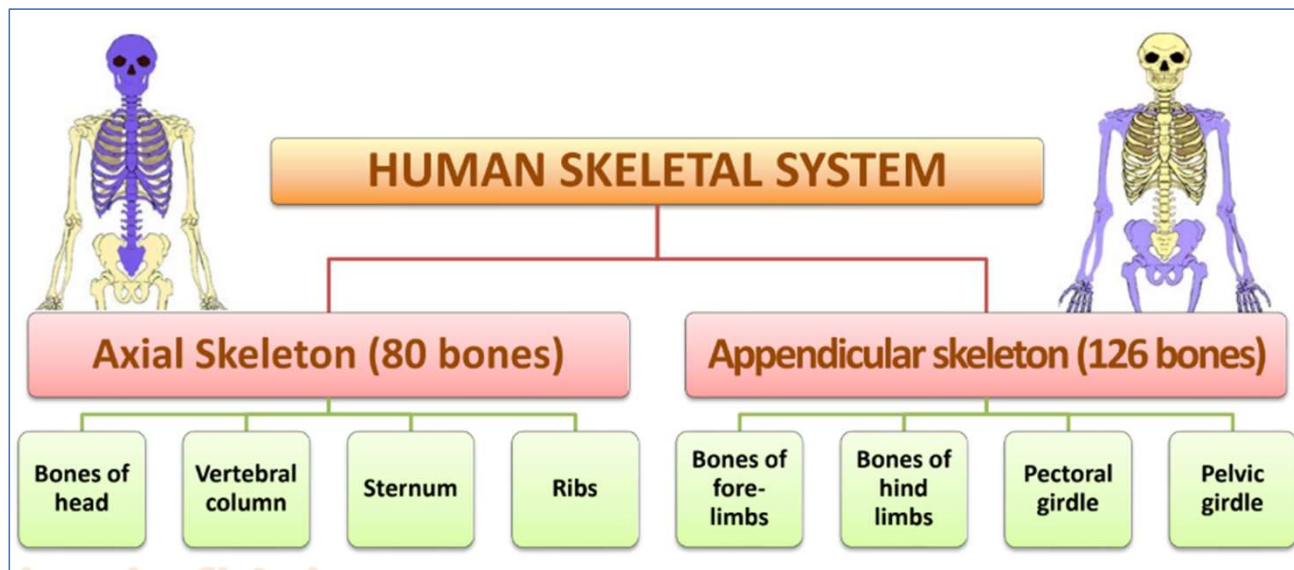 HUMAN SKELETAL SYSTEM
Axial Skeleton (80 bones)
Appendicular skeleton (126 bones)
Bones of
head
Vertebral
column
Sternum
Ribs
Bones of
fore-
limbs
Bones of
hind
limbs
Pectoral
girdle
Pelvic
girdle